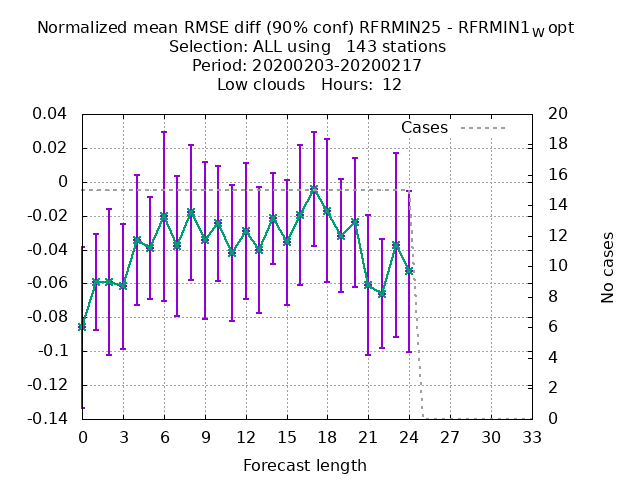 Normalized mean RMSE diff (90% conf) RFRMIN25 - RFRMIN1wopt
Selection: ALL using   143 stations
Period: 20200203-20200217
Low clouds   Hours:  12
Cases
0.04
0.02
0
-0.02
-0.04
-0.06
-0.08
-0.1
-0.12
-0.14
20
18
16
14
12
10
8
6
4
2
0
No cases
0 3 6 9 12 15 18 21 24 27 30 33
Forecast length